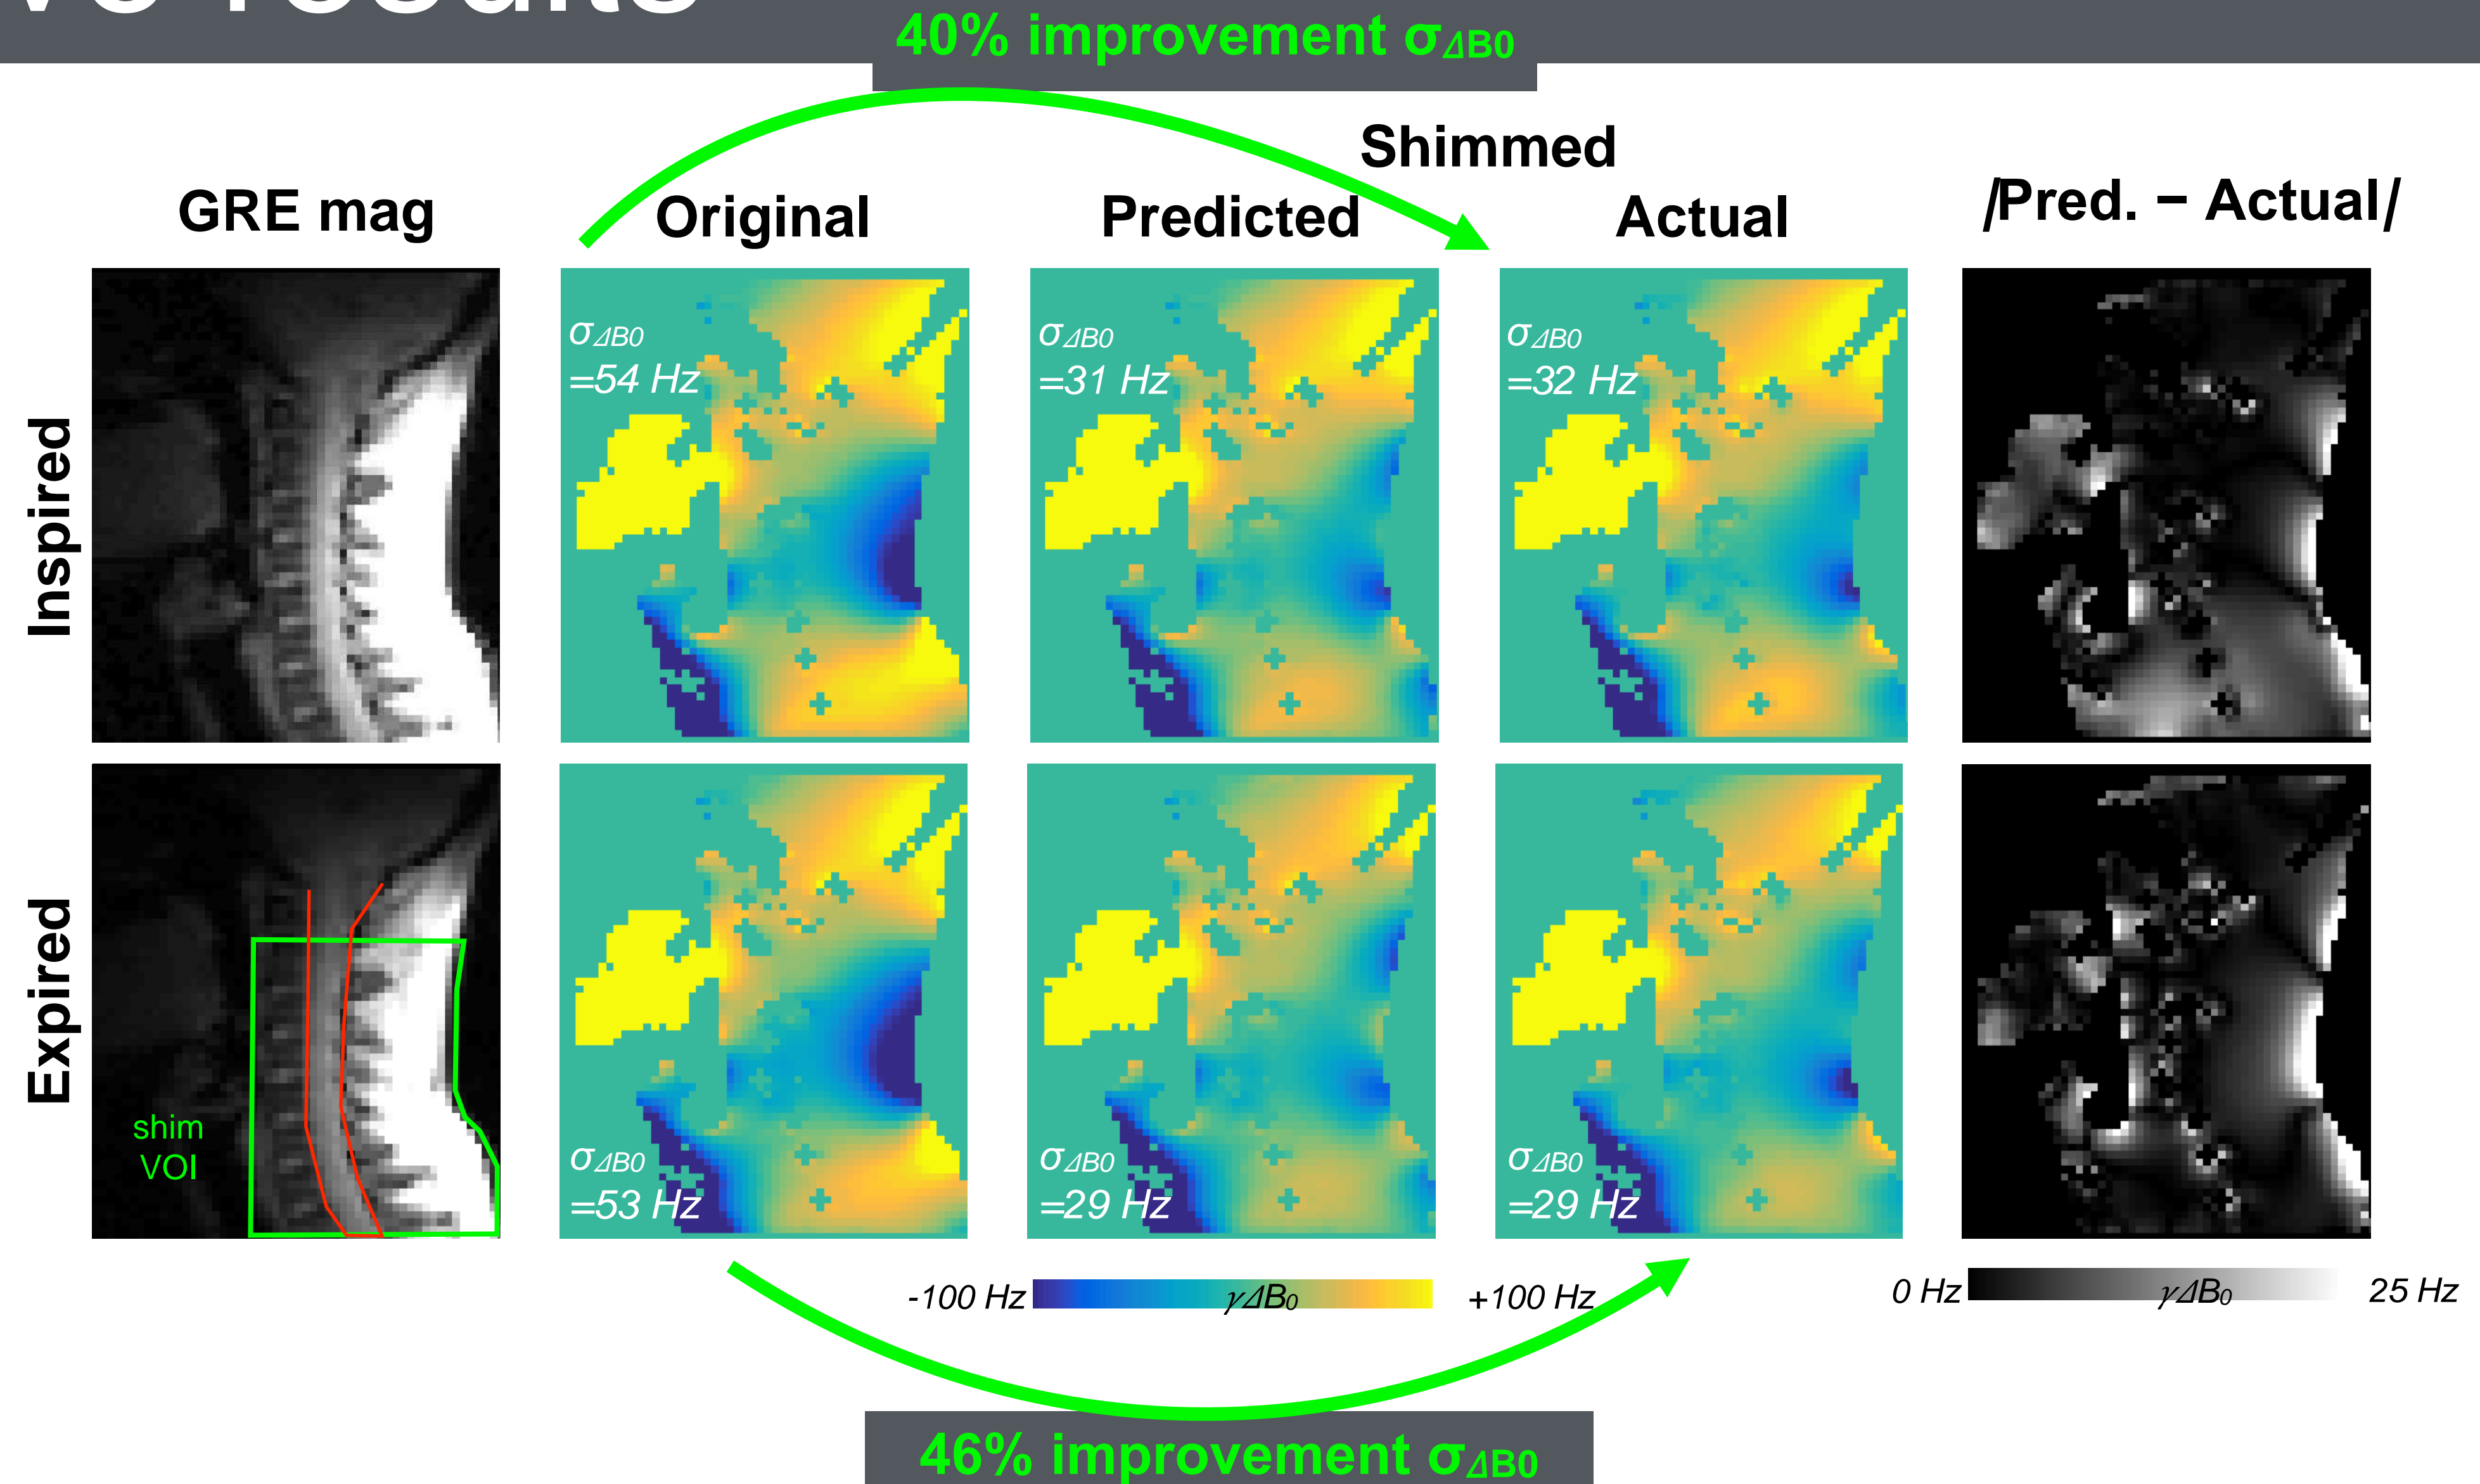 40% improvement σΔB0
Shimmed
GRE mag
Original
Predicted
Actual
|Pred. − Actual|
Inspired
σΔB0
=54 Hz
σΔB0
=31 Hz
σΔB0
=32 Hz
Expired
shim
VOI
σΔB0
=53 Hz
σΔB0
=29 Hz
σΔB0
=29 Hz
-100 Hz
γΔB0
+100 Hz
0 Hz
γΔB0
25 Hz
46% improvement σΔB0